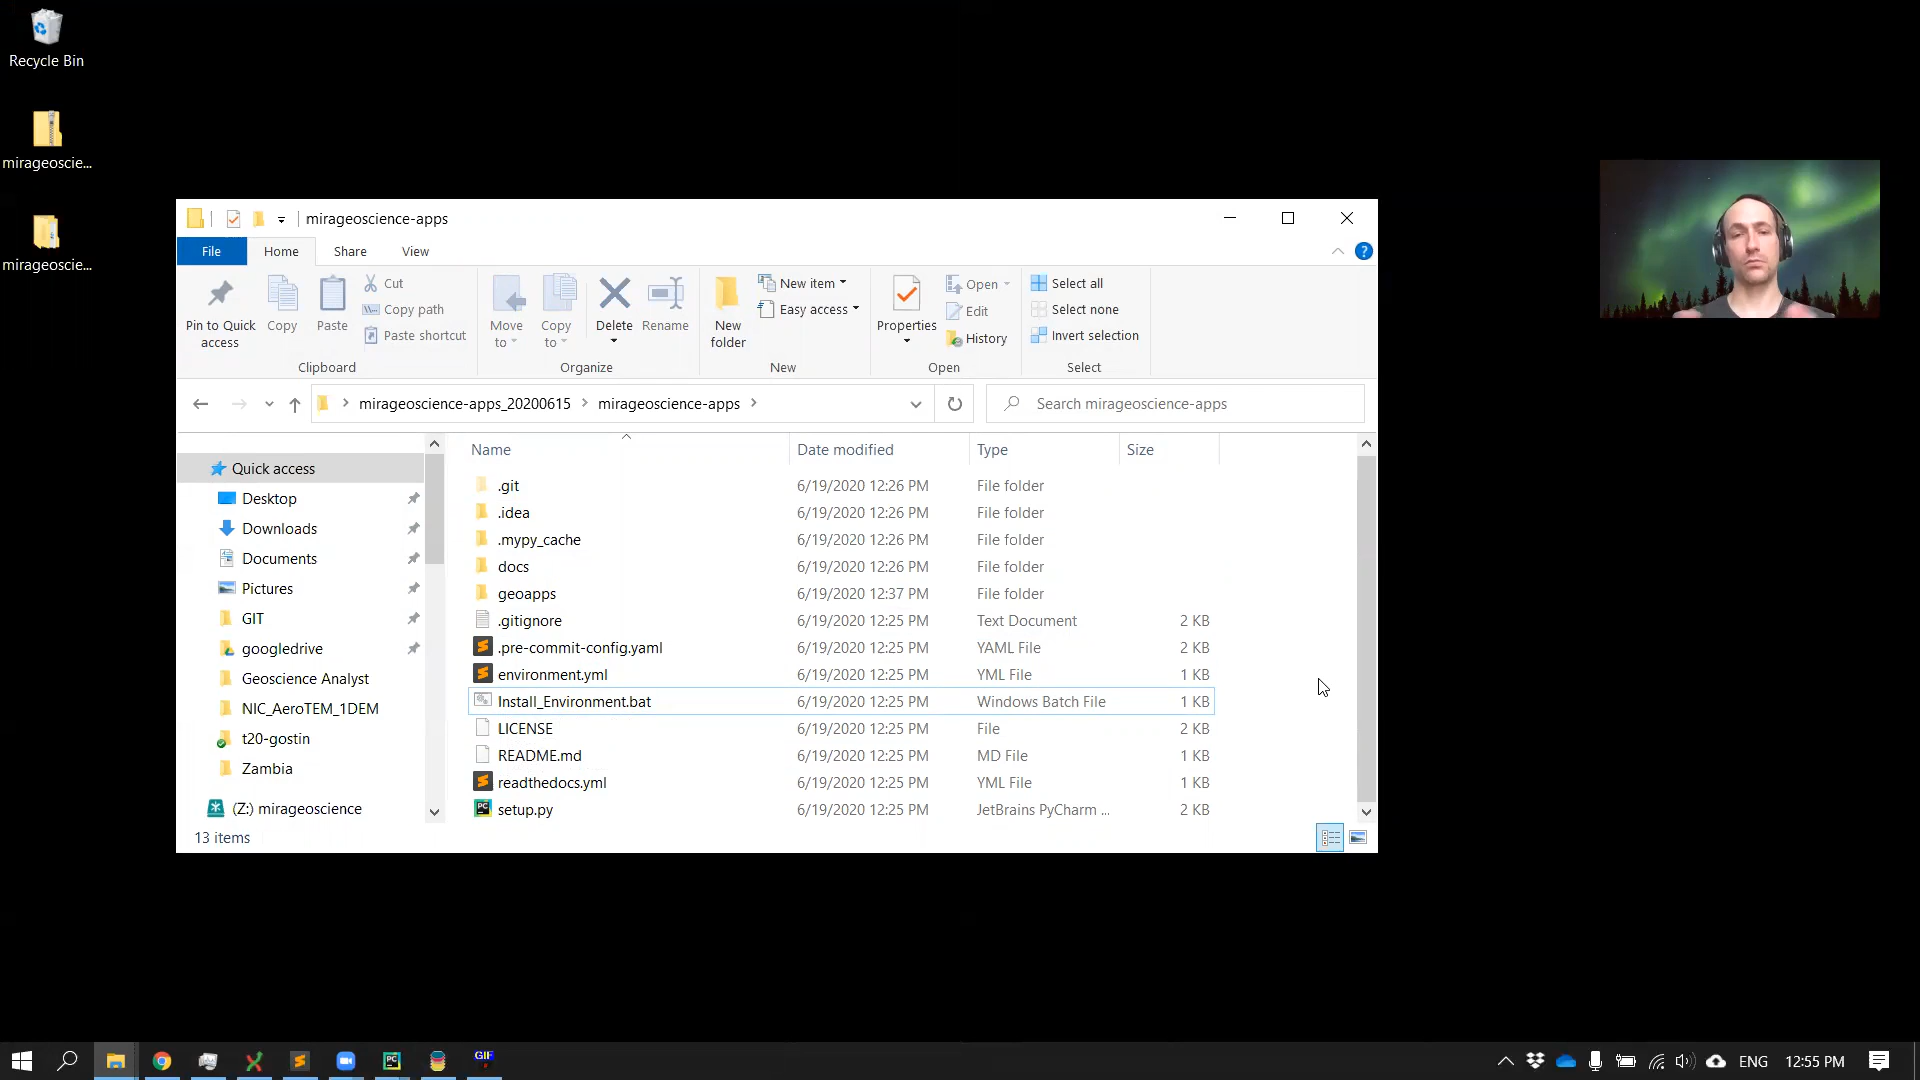 Recycle Bin
mirageoscie...
mirageoscie...
mirageoscience-apps
File Home Share View
Pin to Quick access
Copy
Paste
Cut
Copy path
Paste shortcut
Clipboard
Move to
Copy to
Delete
Rename
Organize
New folder
New item
Easy access
New
Properties
Open
Edit
History
Open
Select all
Select none
Invert selection
Select
mirageoscience-apps_20200615 mirageoscience-apps
Search mirageoscience-apps
Quick access
Desktop
Downloads
Documents
Pictures
GIT
googledrive
Geoscience Analyst
NIC_AeroTEM_1DEM
t20-gostin
Zambia
(Z:) mirageoscience
Name Date modified Type Size
.git 6/19/2020 12:26 PM File folder
.idea 6/19/2020 12:26 PM File folder
.mypy_cache 6/19/2020 12:26 PM File folder
docs 6/19/2020 12:26 PM File folder
geoapps 6/19/2020 12:37 PM File folder
.gitignore 6/19/2020 12:25 PM Text Document 2 KB
.pre-commit-config.yaml 6/19/2020 12:25 PM YAML File 2 KB
environment.yml 6/19/2020 12:25 PM YML File 1 KB
Install_Environment.bat 6/19/2020 12:25 PM Windows Batch File 1 KB
LICENSE 6/19/2020 12:25 PM File 2 KB
README.md 6/19/2020 12:25 PM MD File 1 KB
readthedocs.yml 6/19/2020 12:25 PM YML File 1 KB
setup.py 6/19/2020 12:25 PM JetBrains PyCharm ... 2 KB
13 items
PC
GIF
ENG
12:55 PM